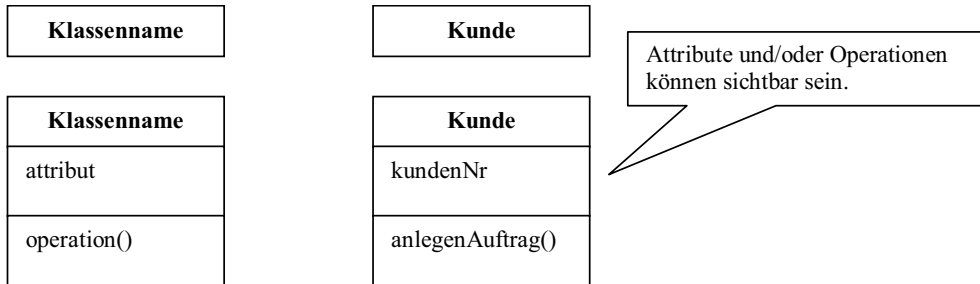 Klassenname
Kunde
Attribute und/oder Operationen
können sichtbar sein.
Klassenname
Kunde
attribut
kundenNr
operation()
anlegenAuftrag()